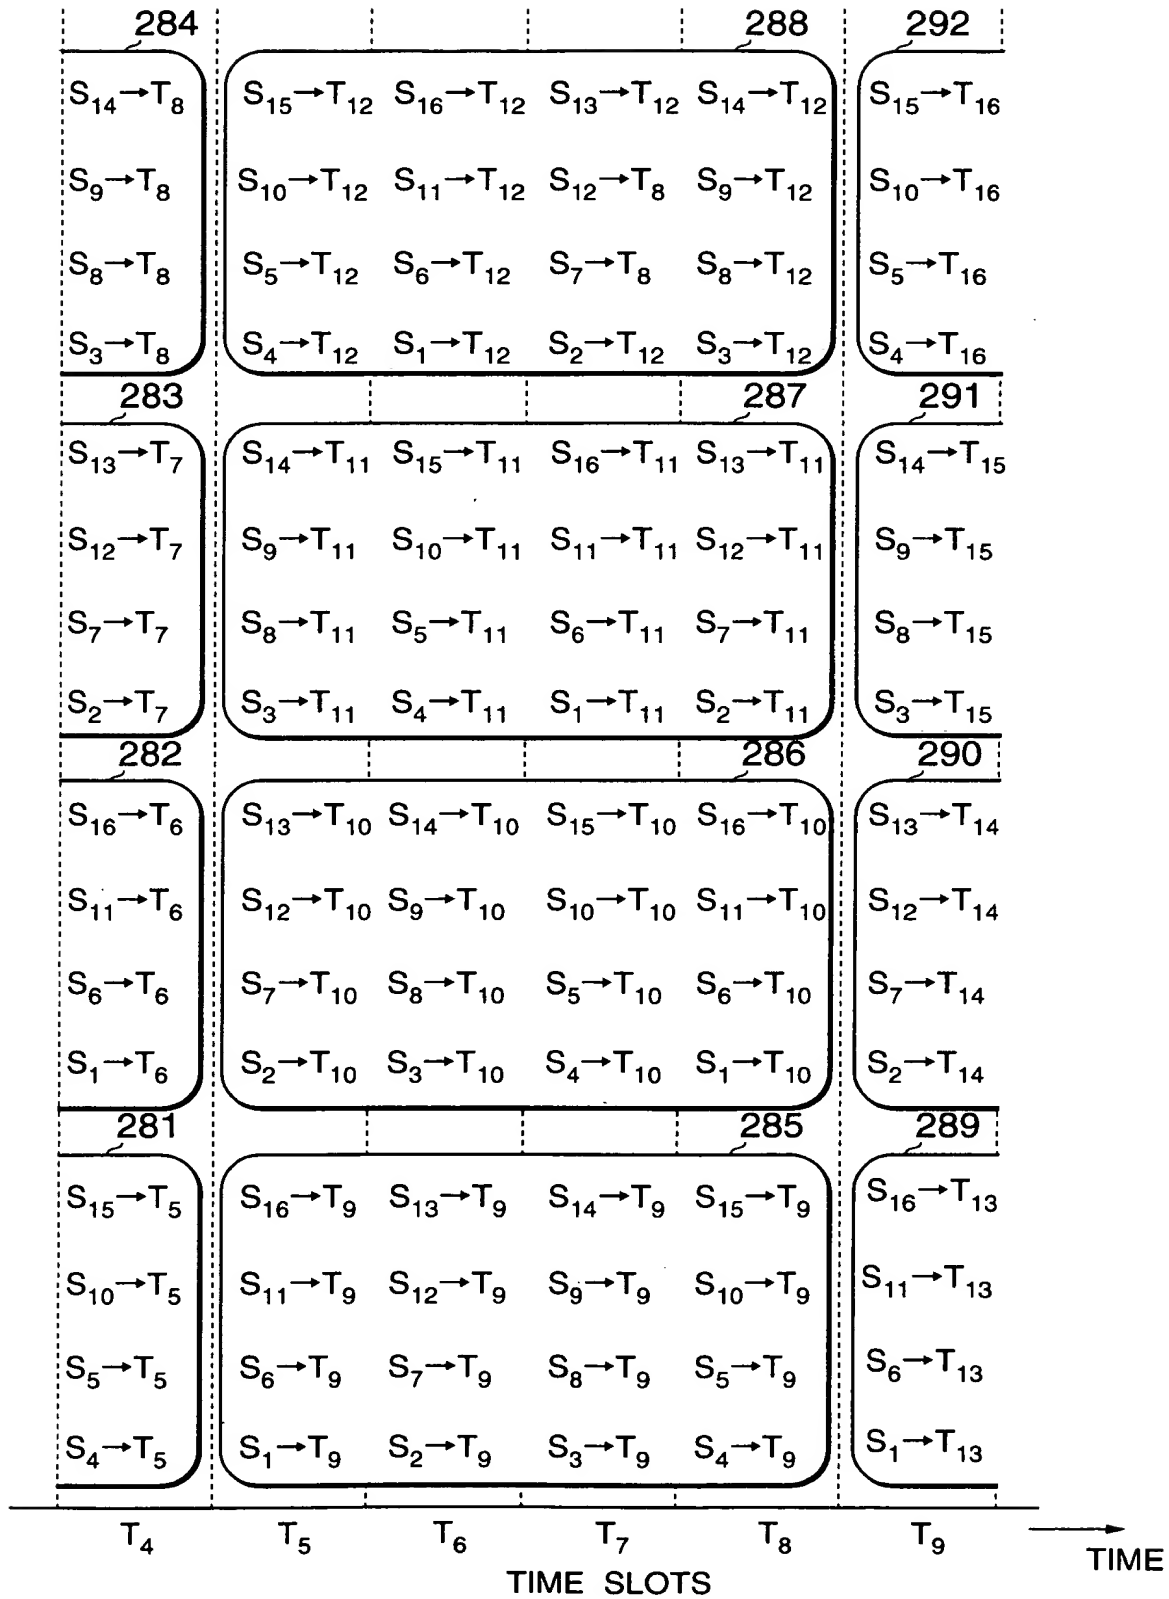 284 288 292
S14→T8 S15→T12 S16→T12 S13→T12 S14→T12 S15→T16
S9→T8 S10→T12 S11→T12 S12→T8 S9→T12 S10→T16
S8→T8 S5→T12 S6→T12 S7→T8 S8→T12 S5→T16
S3→T8 S4→T12 S1→T12 S2→T12 S3→T12 S4→T16
283 287 291
S13→T7 S14→T11 S15→T11 S16→T11 S13→T11 S14→T15
S12→T7 S9→T11 S10→T11 S11→T11 S12→T11 S9→T15
S7→T7 S8→T11 S5→T11 S6→T11 S7→T11 S8→T15
S2→T7 S3→T11 S4→T11 S1→T11 S2→T11 S3→T15
282 286 290
S16→T6 S13→T10 S14→T10 S15→T10 S16→T10 S13→T14
S11→T6 S12→T10 S9→T10 S10→T10 S11→T10 S12→T14
S6→T6 S7→T10 S8→T10 S5→T10 S6→T10 S7→T14
S1→T6 S2→T10 S3→T10 S4→T10 S1→T10 S2→T14
281 285 289
S15→T5 S16→T9 S13→T9 S14→T9 S15→T9 S16→T13
S10→T5 S11→T9 S12→T9 S9→T9 S10→T9 S11→T13
S5→T5 S6→T9 S7→T9 S8→T9 S5→T9 S6→T13
S4→T5 S1→T9 S2→T9 S3→T9 S4→T9 S1→T13
T4 T5 T6 T7 T8 T9
TIME
TIME SLOTS